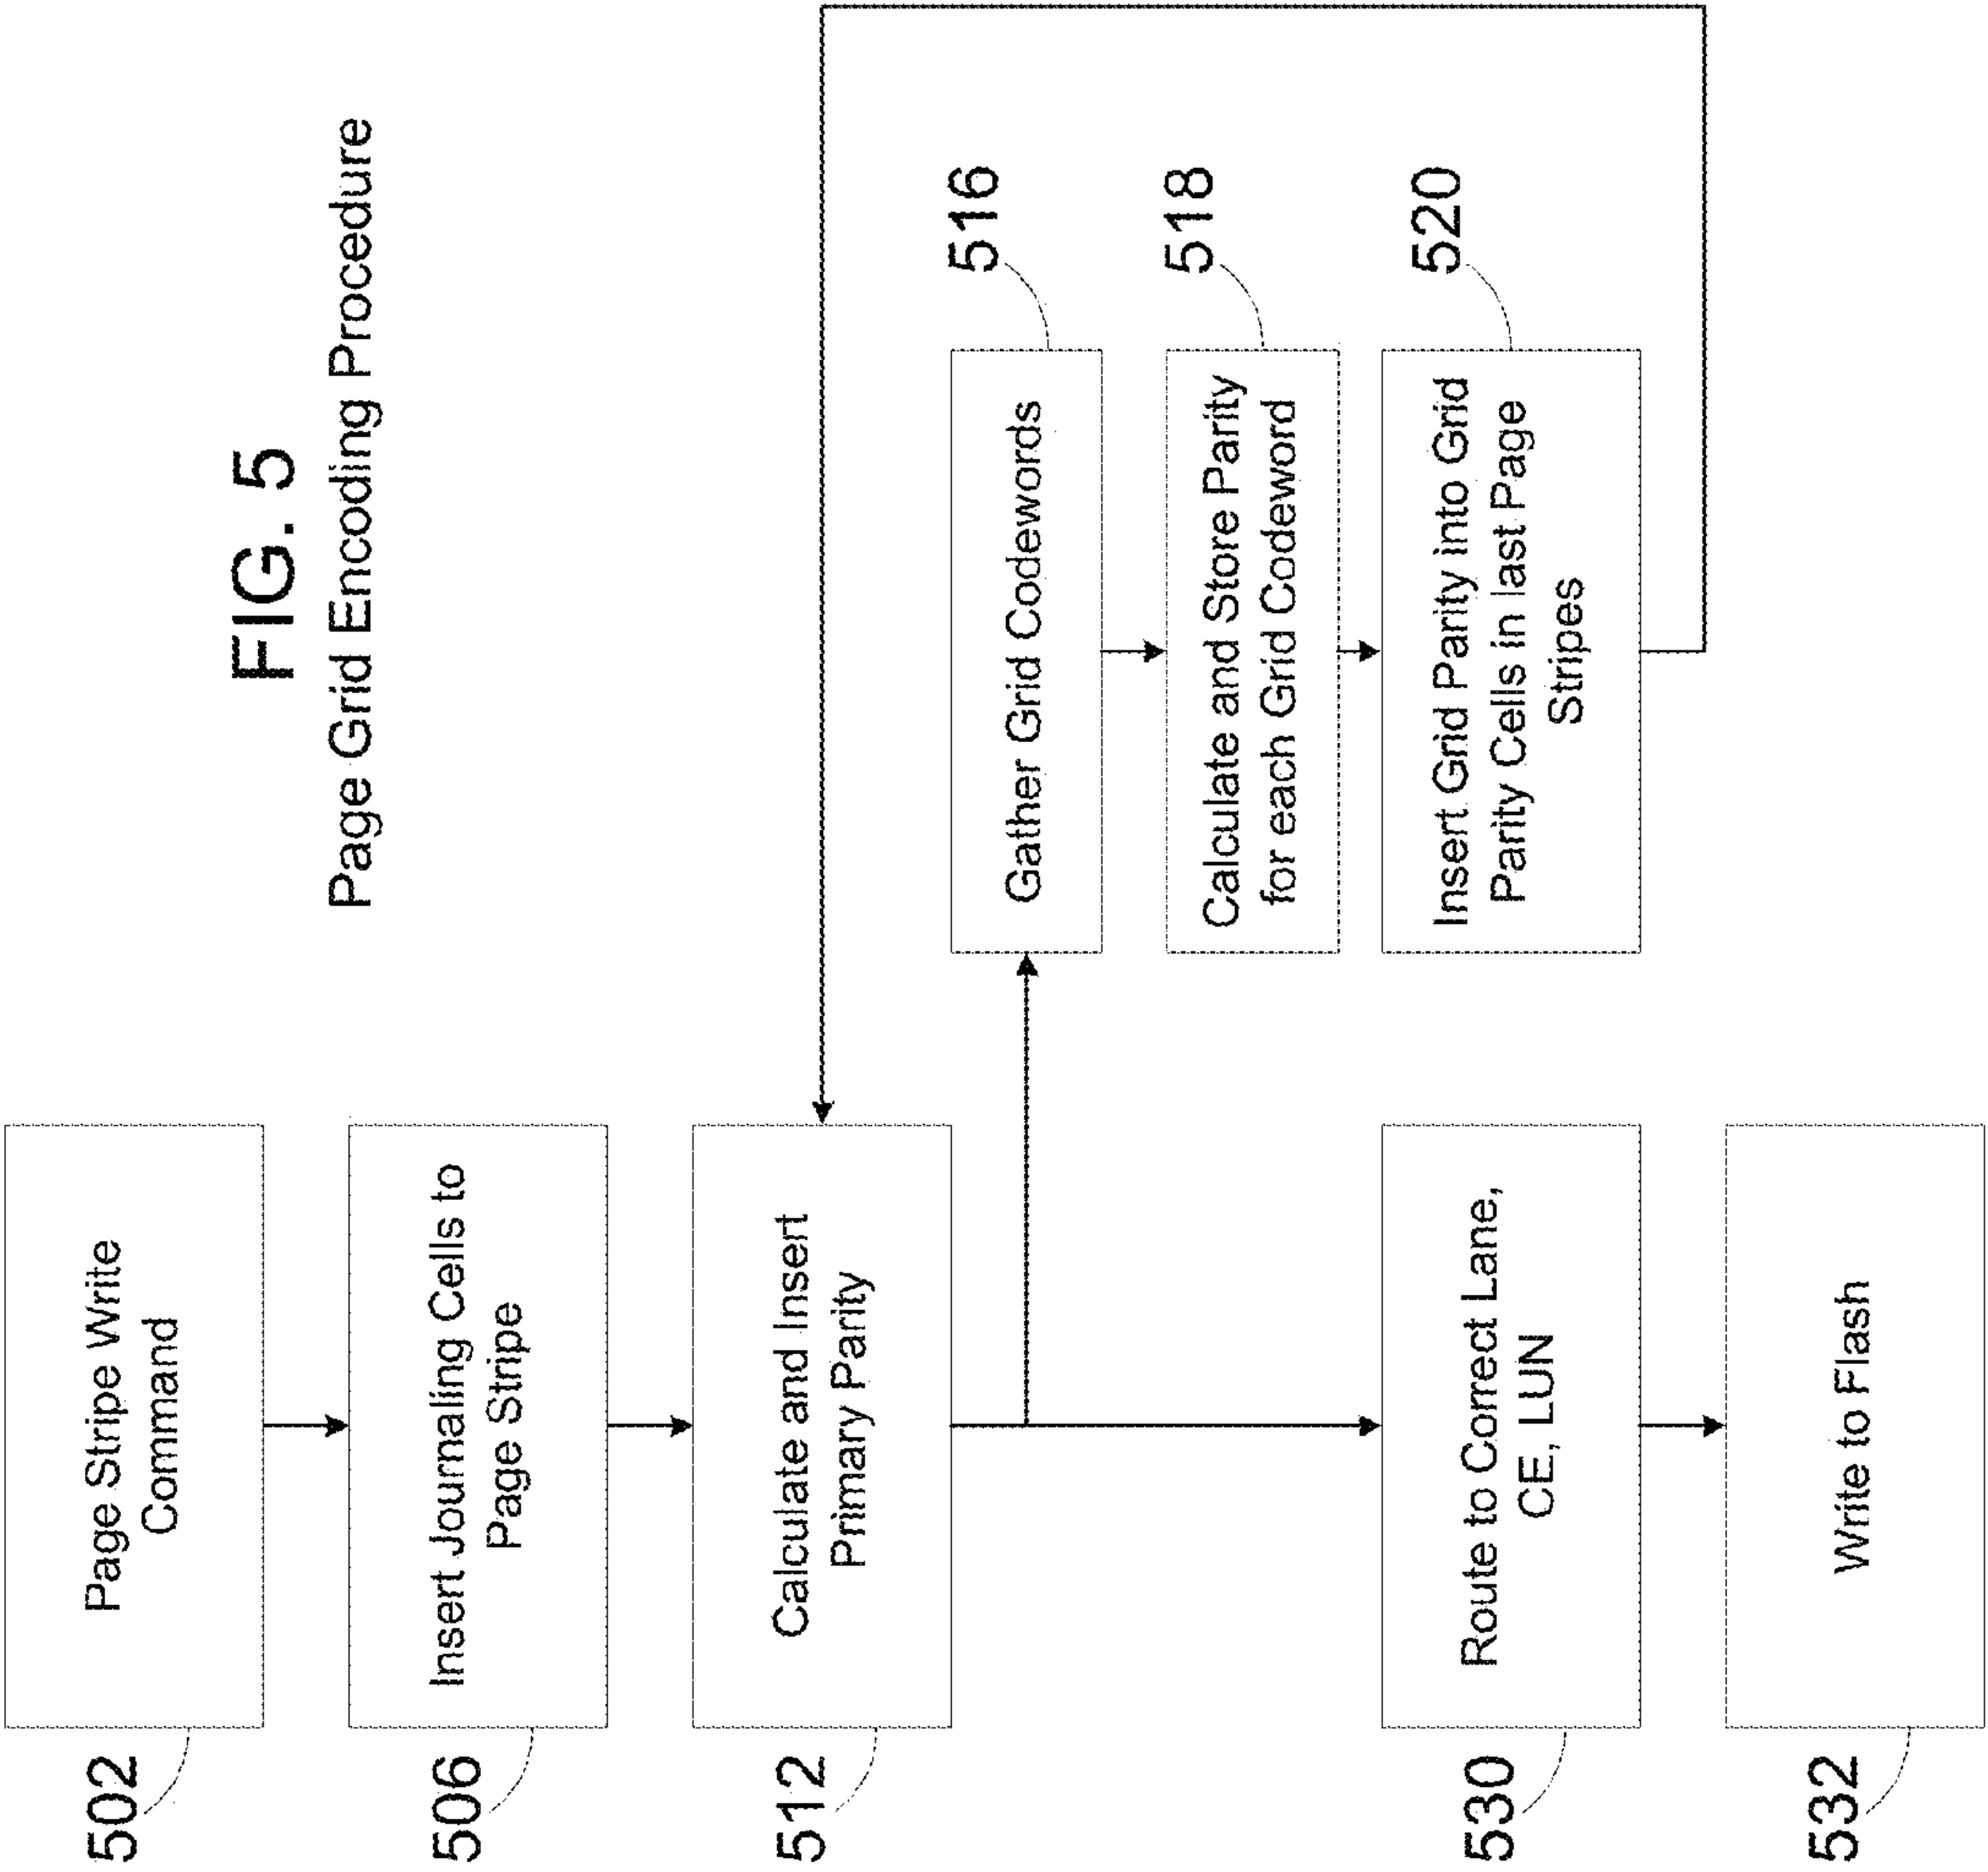 FIG. 5
Page Grid Encoding Procedure
502
Page Stripe Write
Command
506
Insert Journaling Cells to
Page Stripe
512
Calculate and Insert
Primary Parity
516
Gather Grid Codewords
518
Calculate and Store Parity
for each Grid Codeword
520
Insert Grid Parity into Grid
Parity Cells in last Page
Stripes
530
Route to Correct Lane,
CE, LUN
532
Write to Flash